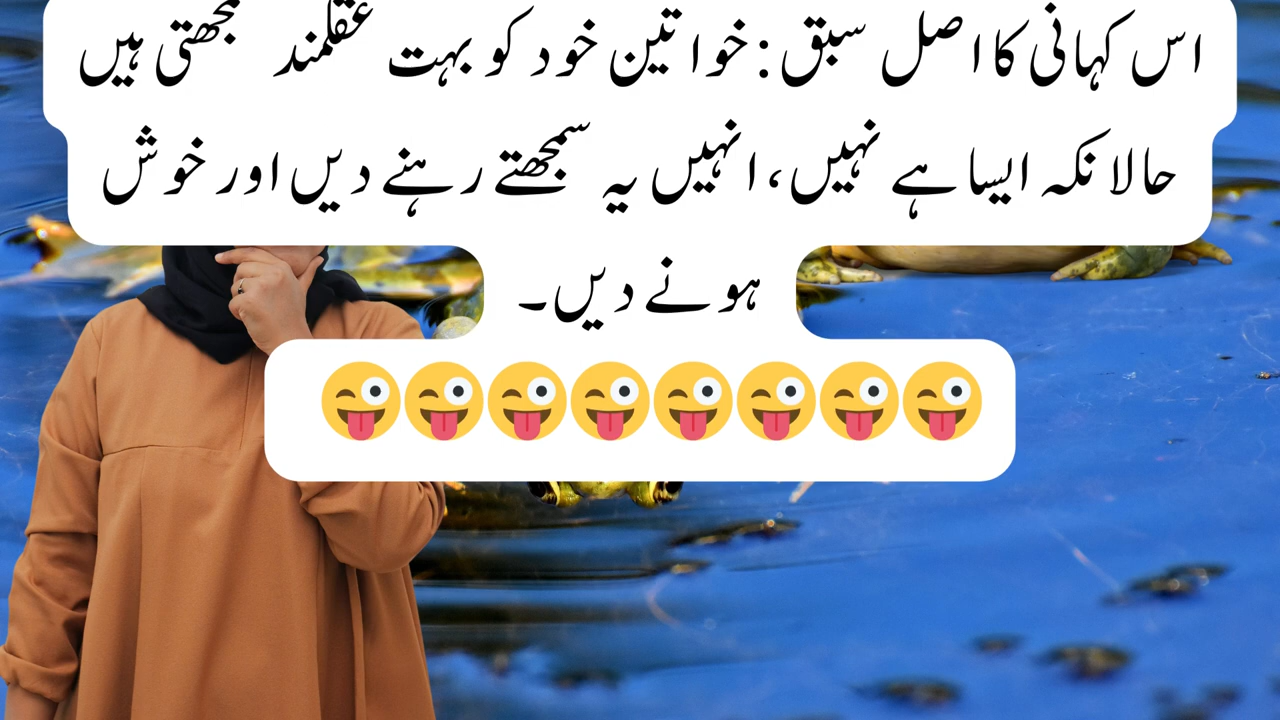 اس کہانی کا اصل سبق : خواتین خود کو بہت عقلمند سمجھتی ہیں
حالانکہ ایسا ہے نہیں، انہیں یہ سمجھتے رہنے دیں اور خوش
ہونے دیں۔
😜😜😜😜😜😜😜😜